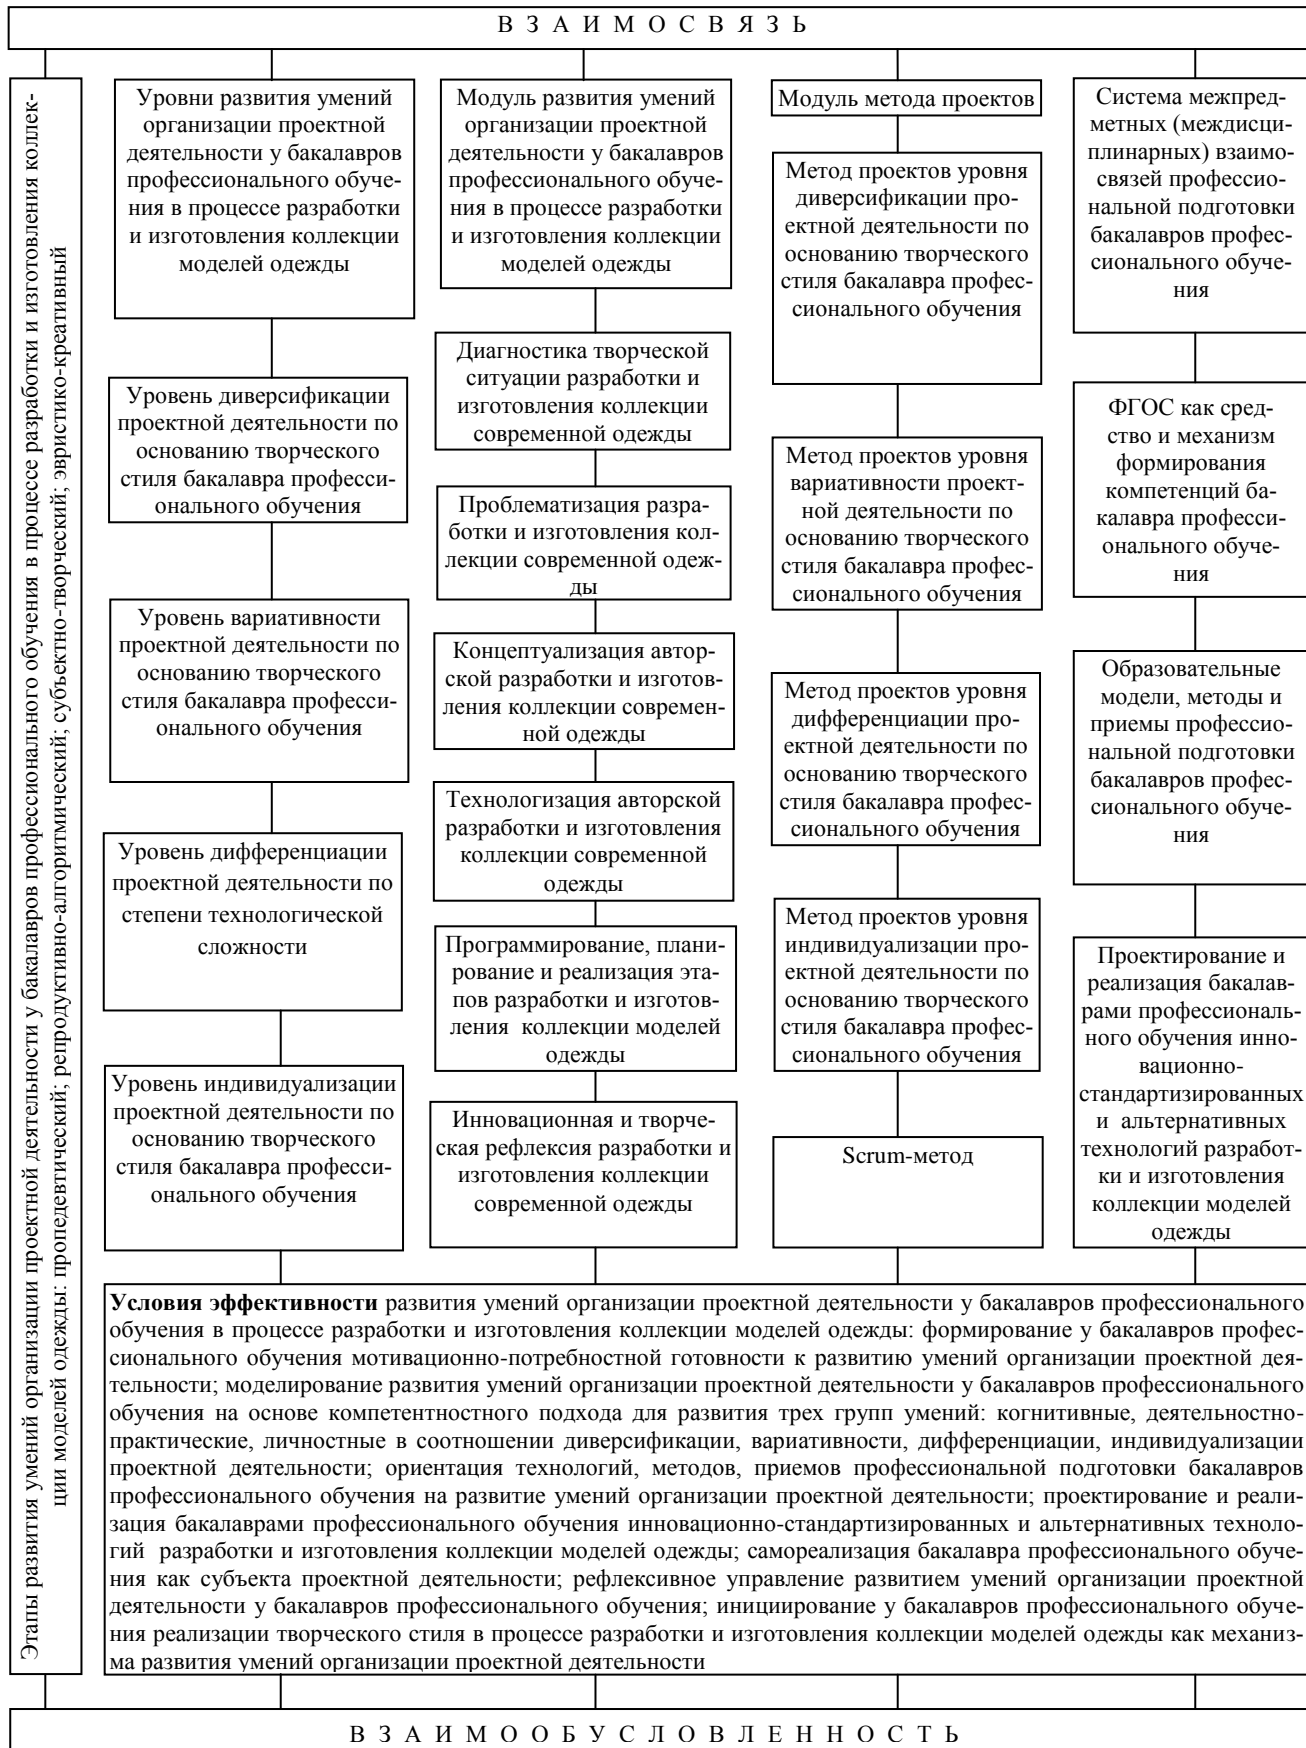 В З А И М О С В Я З Ь
Этапы развития умений организации проектной деятельности у бакалавров профессионального обучения в процессе разработки и изготовления коллек-
ции моделей одежды: пропедевтический; репродуктивно-алгоритмический; субъектно-творческий; эвристико-креативный
Уровни развития умений
организации проектной
деятельности у бакалавров
профессионального обуче-
ния в процессе разработки
и изготовления коллекции
моделей одежды
Уровень диверсификации
проектной деятельности по
основанию творческого
стиля бакалавра професси-
онального обучения
Уровень вариативности
проектной деятельности по
основанию творческого
стиля бакалавра професси-
онального обучения
Уровень дифференциации
проектной деятельности по
степени технологической
сложности
Уровень индивидуализации
проектной деятельности по
основанию творческого
стиля бакалавра професси-
онального обучения
Модуль развития умений
организации проектной
деятельности у бакалавров
профессионального обуче-
ния в процессе разработки
и изготовления коллекции
моделей одежды
Диагностика творческой
ситуации разработки и
изготовления коллекции
современной одежды
Проблематизация разра-
ботки и изготовления кол-
лекции современной одеж-
ды
Концептуализация автор-
ской разработки и изготов-
ления коллекции современ-
ной одежды
Технологизация авторской
разработки и изготовления
коллекции современной
одежды
Программирование, плани-
рование и реализация эта-
пов разработки и изготов-
ления коллекции моделей
одежды
Инновационная и творче-
ская рефлексия разработки и
изготовления коллекции
современной одежды
Модуль метода проектов
Метод проектов уровня
диверсификации про-
ектной деятельности по
основанию творческого
стиля бакалавра профес-
сионального обучения
Метод проектов уровня
вариативности проект-
ной деятельности по
основанию творческого
стиля бакалавра профес-
сионального обучения
Метод проектов уровня
дифференциации про-
ектной деятельности по
основанию творческого
стиля бакалавра профес-
сионального обучения
Метод проектов уровня
индивидуализации про-
ектной деятельности по
основанию творческого
стиля бакалавра профес-
сионального обучения
Scrum-метод
Система межпред-
метных (междисци-
плинарных) взаимо-
связей профессио-
нальной подготовки
бакалавров профес-
сионального обуче-
ния
ФГОС как сред-
ство и механизм
формирования
компетенций ба-
калавра професси-
онального обуче-
ния
Образовательные
модели, методы и
приемы професси-
ональной подготовки
бакалавров профес-
сионального обуче-
ния
Проектирование и
реализация бакалав-
рами профессиональ-
ного обучения инно-
вационно-
стандартизированных
и альтернативных
технологий разработ-
ки и изготовления
коллекции моделей
одежды
Условия эффективности развития умений организации проектной деятельности у бакалавров профессионального
обучения в процессе разработки и изготовления коллекции моделей одежды: формирование у бакалавров профес-
сионального обучения мотивационно-потребностной готовности к развитию умений организации проектной дея-
тельности; моделирование развития умений организации проектной деятельности у бакалавров профессионального
обучения на основе компетентностного подхода для развития трех групп умений: когнитивные, деятельностно-
практические, личностные в соотношении диверсификации, вариативности, дифференциации, индивидуализации
проектной деятельности; ориентация технологий, методов, приемов профессиональной подготовки бакалавров
профессионального обучения на развитие умений организации проектной деятельности; проектирование и реали-
зация бакалаврами профессионального обучения инновационно-стандартизированных и альтернативных техноло-
гий разработки и изготовления коллекции моделей одежды; самореализация бакалавра профессионального обуче-
ния как субъекта проектной деятельности; рефлексивное управление развитием умений организации проектной
деятельности у бакалавров профессионального обучения; инициирование у бакалавров профессионального обуче-
ния реализации творческого стиля в процессе разработки и изготовления коллекции моделей одежды как механиз-
ма развития умений организации проектной деятельности
В З А И М О О Б У С Л О В Л Е Н Н О С Т Ь